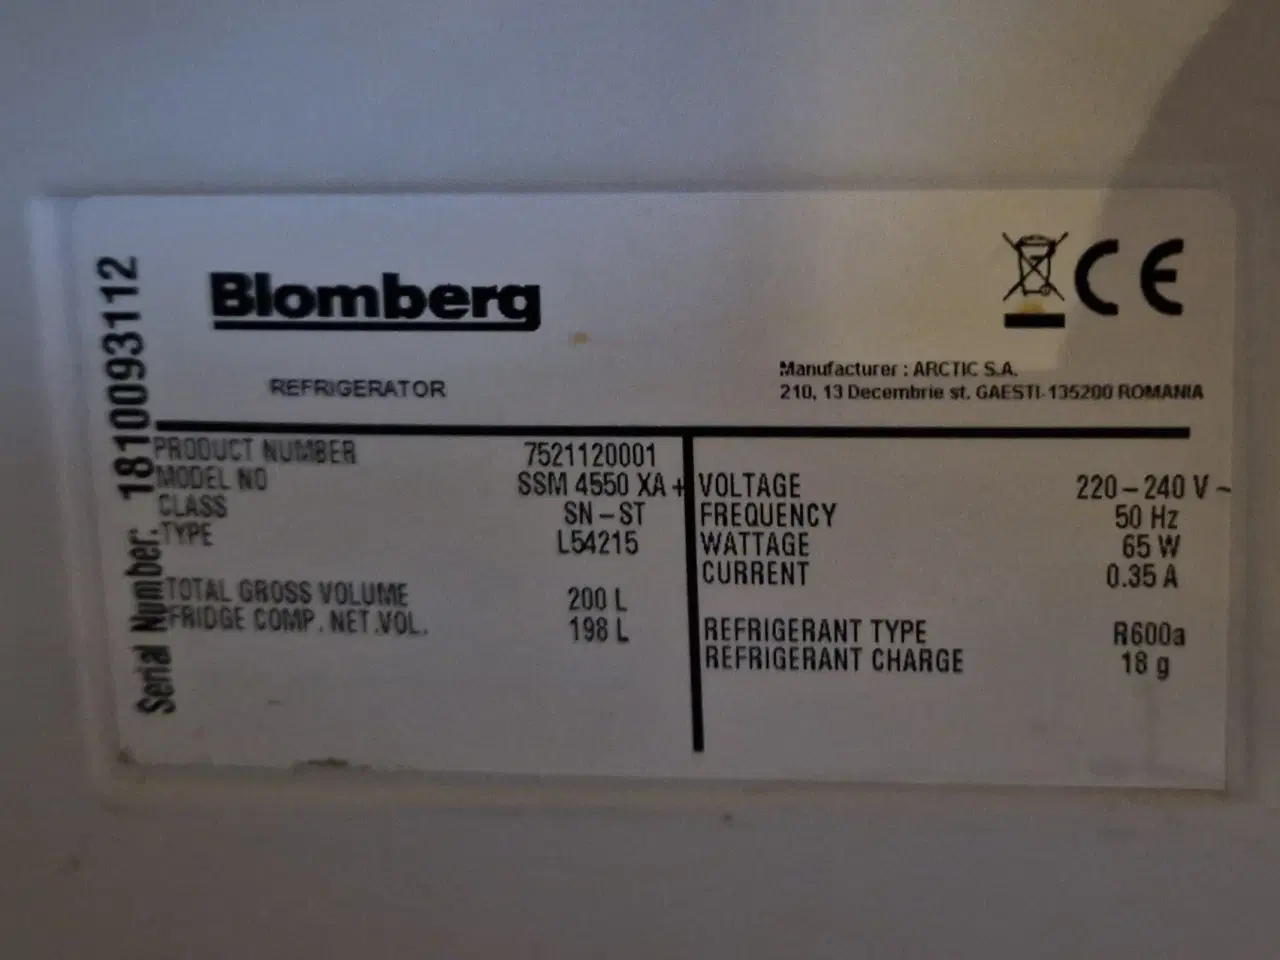 Serial Number: 1810093112
Blomberg
REFRIGERATOR
CE
Manufacturer : ARCTIC S.A.
210, 13 Decembrie st. GAESTI-135200 ROMANIA
PRODUCT NUMBER 7521120001
MODEL NO SSM 4550 XA+
CLASS SN-ST
TYPE L54215
TOTAL GROSS VOLUME 200 L
FRIDGE COMP. NET.VOL. 198 L
VOLTAGE 220-240 V ~
FREQUENCY 50 Hz
WATTAGE 65 W
CURRENT 0.35 A
REFRIGERANT TYPE R600a
REFRIGERANT CHARGE 18 g